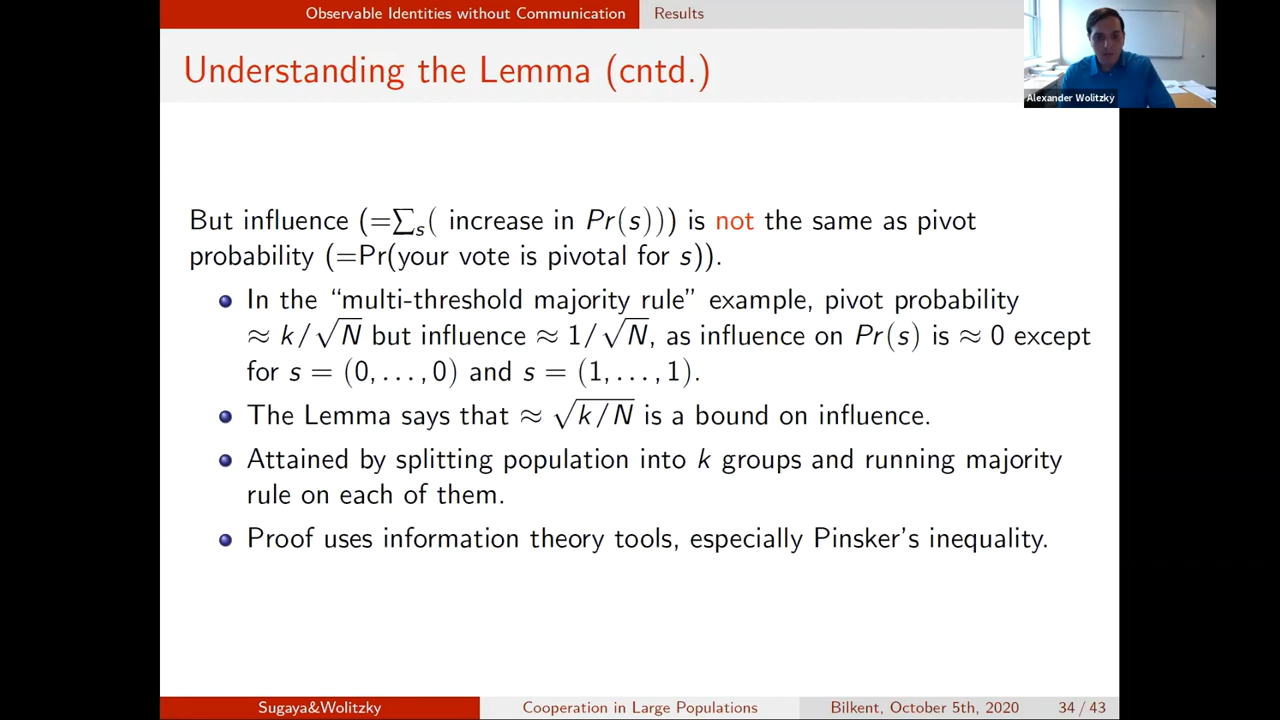 Observable Identities without Communication Results
Understanding the Lemma (cntd.)
Alexander Wolitzky
But influence (=∑ₛ( increase in Pr(s))) is not the same as pivot
probability (=Pr(your vote is pivotal for s)).
In the “multi-threshold majority rule” example, pivot probability
≈ k/√N but influence ≈ 1/√N, as influence on Pr(s) is ≈ 0 except
for s = (0, . . . , 0) and s = (1, . . . , 1).
The Lemma says that ≈ √(k/N) is a bound on influence.
Attained by splitting population into k groups and running majority
rule on each of them.
Proof uses information theory tools, especially Pinsker’s inequality.
Sugaya&Wolitzky Cooperation in Large Populations Bilkent, October 5th, 2020 34 / 43